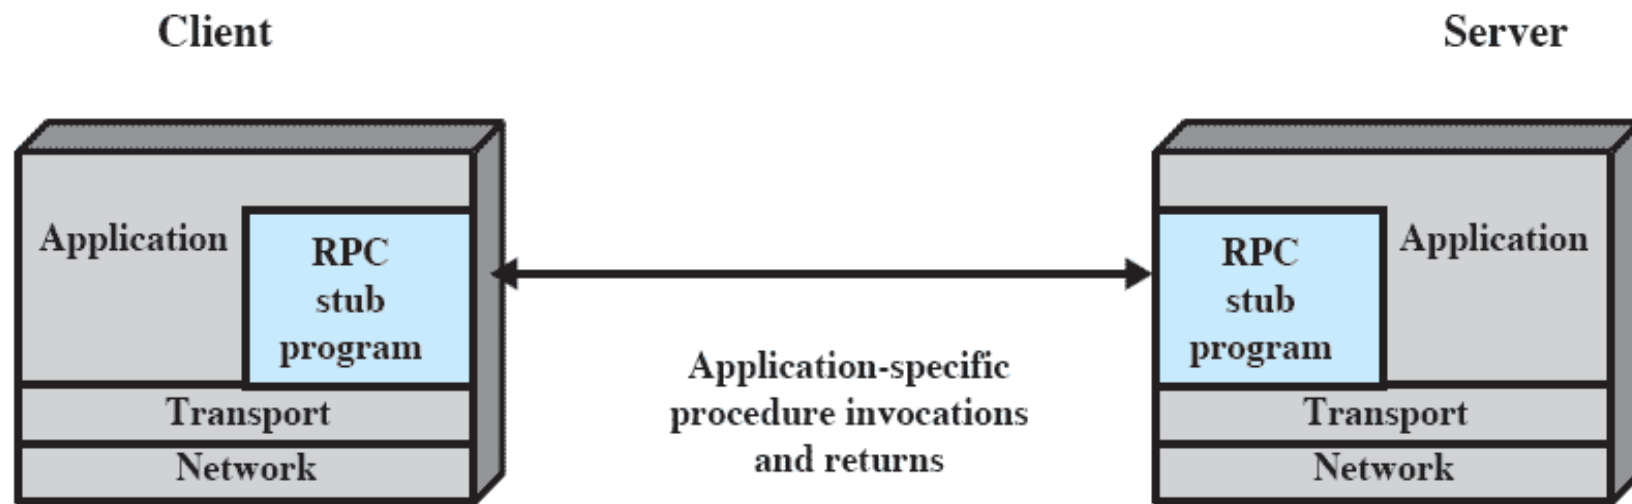 Client
Server
Application
RPC
stub
program
Transport
Network
Application-specific
procedure invocations
and returns
RPC
stub
program
Application
Transport
Network